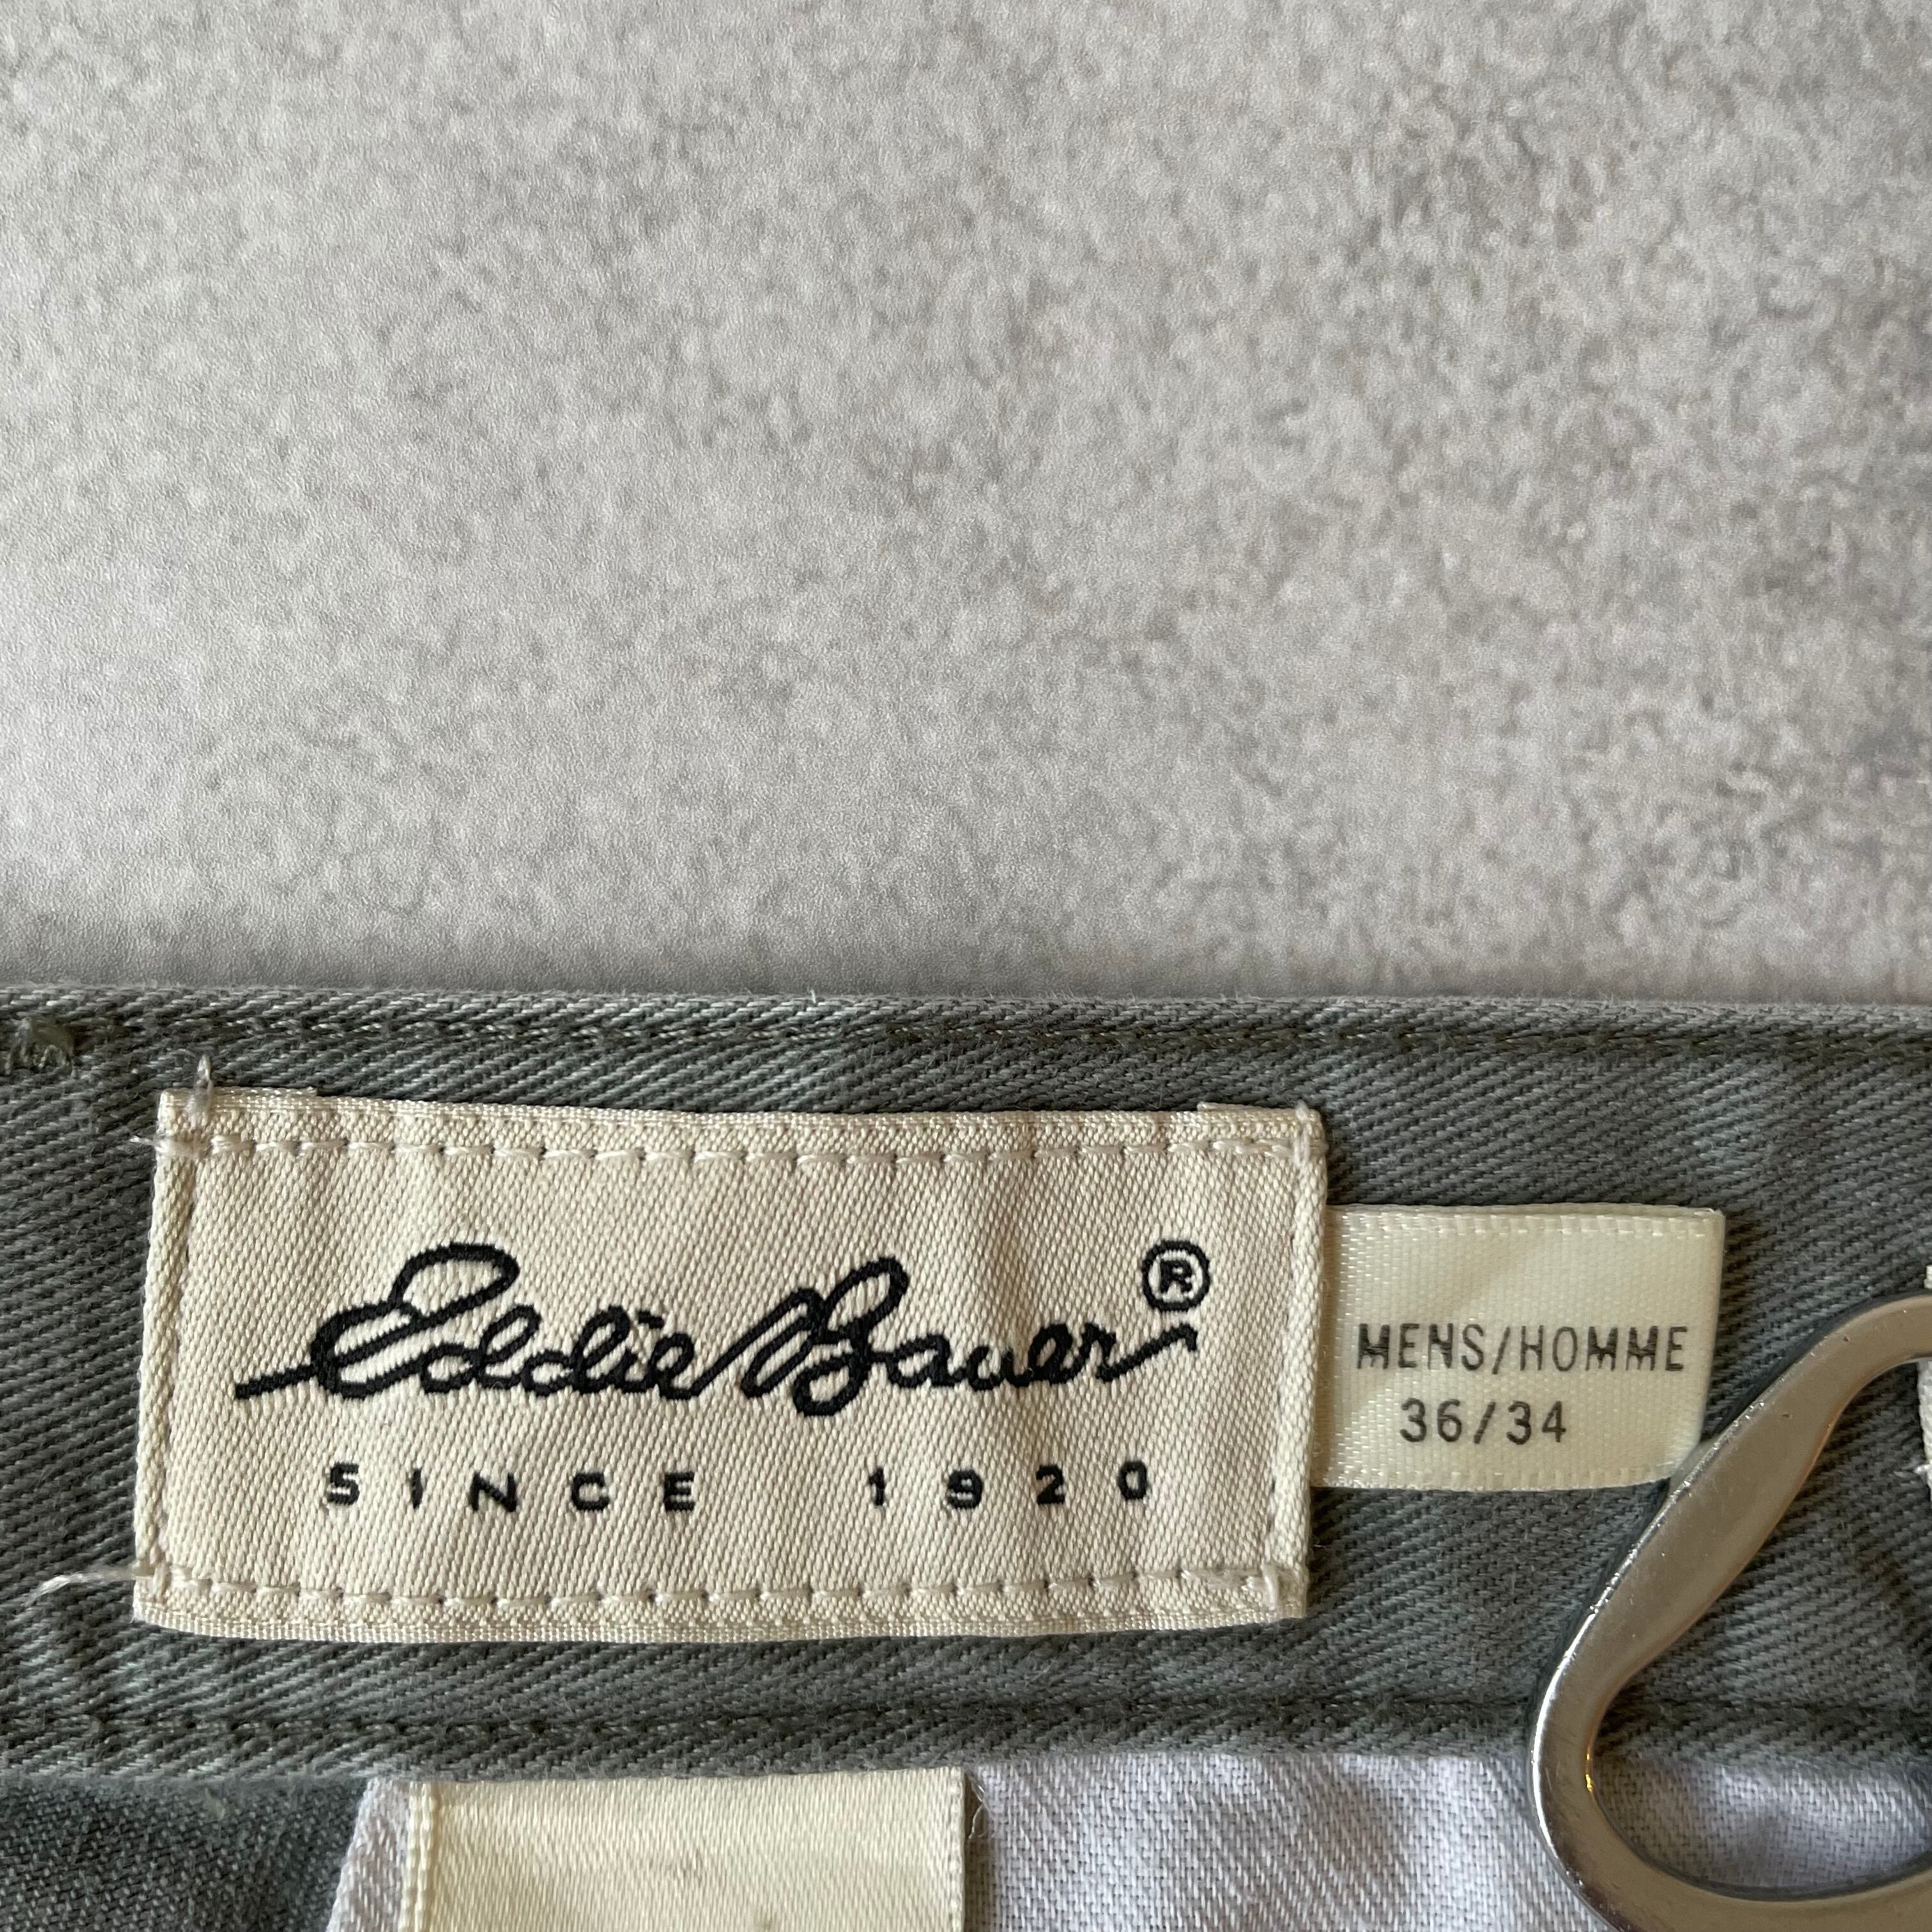 Eddie Bauer®
SINCE 1920
MENS/HOMME
36/34